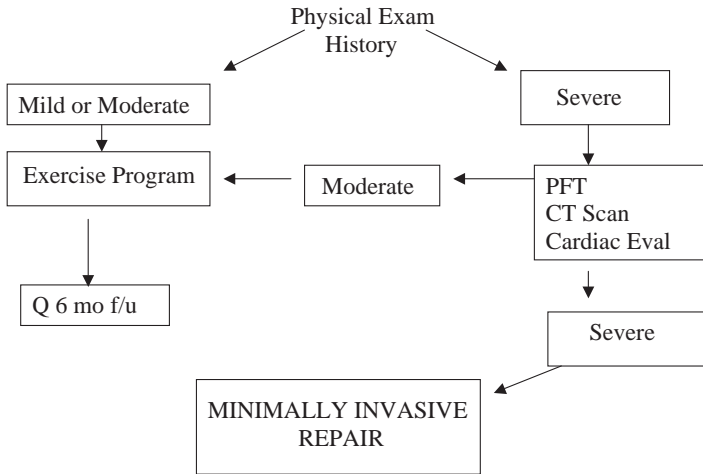 Physical Exam
History
Mild or Moderate
Severe
Exercise Program
Moderate
PFT
CT Scan
Cardiac Eval
Q 6 mo f/u
Severe
MINIMALLY INVASIVE
REPAIR